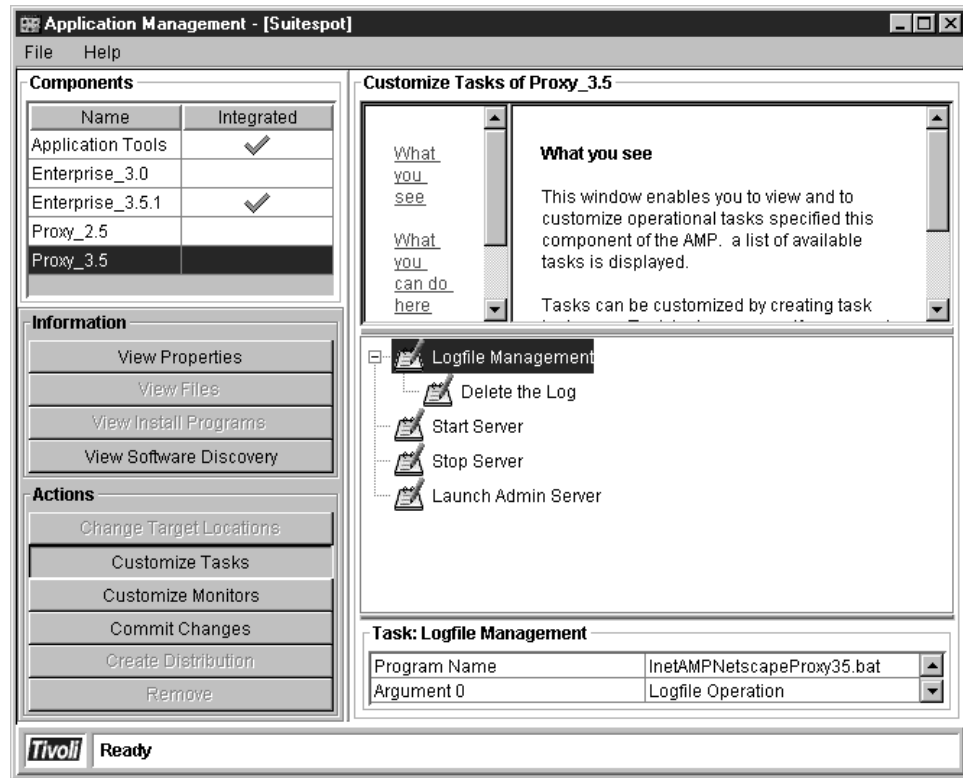 Application Management - [Suitespot]
File Help
Components
Name Integrated
Application Tools
Enterprise_3.0
Enterprise_3.5.1
Proxy_2.5
Proxy_3.5
Information
View Properties
View Files
View Install Programs
View Software Discovery
Actions
Change Target Locations
Customize Tasks
Customize Monitors
Commit Changes
Create Distribution
Remove
Customize Tasks of Proxy_3.5
What
you
see
What
you
can do
here
What you see
This window enables you to view and to
customize operational tasks specified this
component of the AMP. a list of available
tasks is displayed.
Tasks can be customized by creating task
Logfile Management
Delete the Log
Start Server
Stop Server
Launch Admin Server
Task: Logfile Management
Program Name InetAMPNetscapeProxy35.bat
Argument 0 Logfile Operation
Tivoli Ready